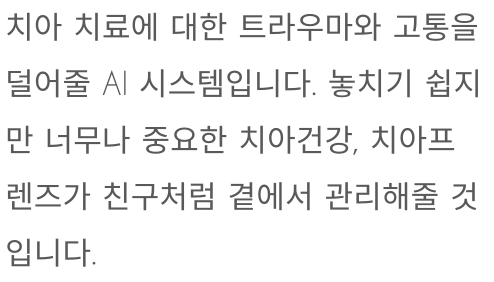 치아 치료에 대한 트라우마와 고통을
덜어줄 AI 시스템입니다. 놓치기 쉽지
만 너무나 중요한 치아건강, 치아프
렌즈가 친구처럼 곁에서 관리해줄 것
입니다.